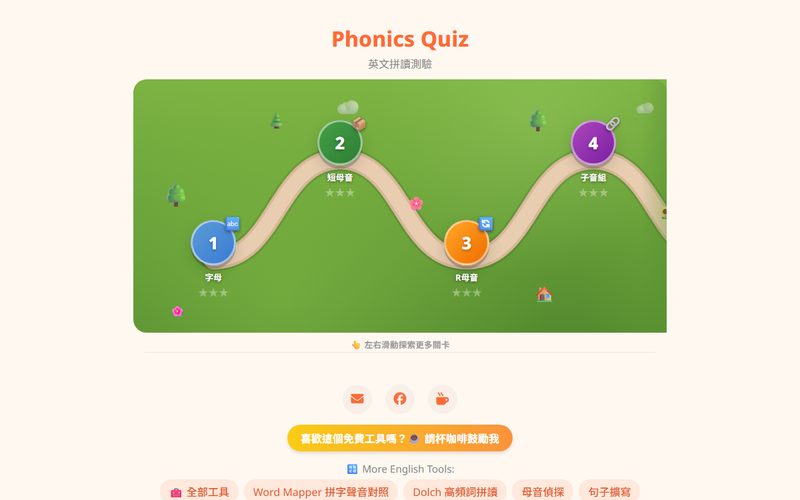 Phonics Quiz
英文拼讀測驗
2
4
短母音
★★★
子音組
★★★
abc
1
3
字母
★★★
R母音
★★★
👆 左右滑動探索更多關卡
喜歡這個免費工具嗎？☕ 請杯咖啡鼓勵我
🔠 More English Tools:
🧰 全部工具
Word Mapper 拼字聲音對照
Dolch 高頻詞拼讀
母音偵探
句子擴寫